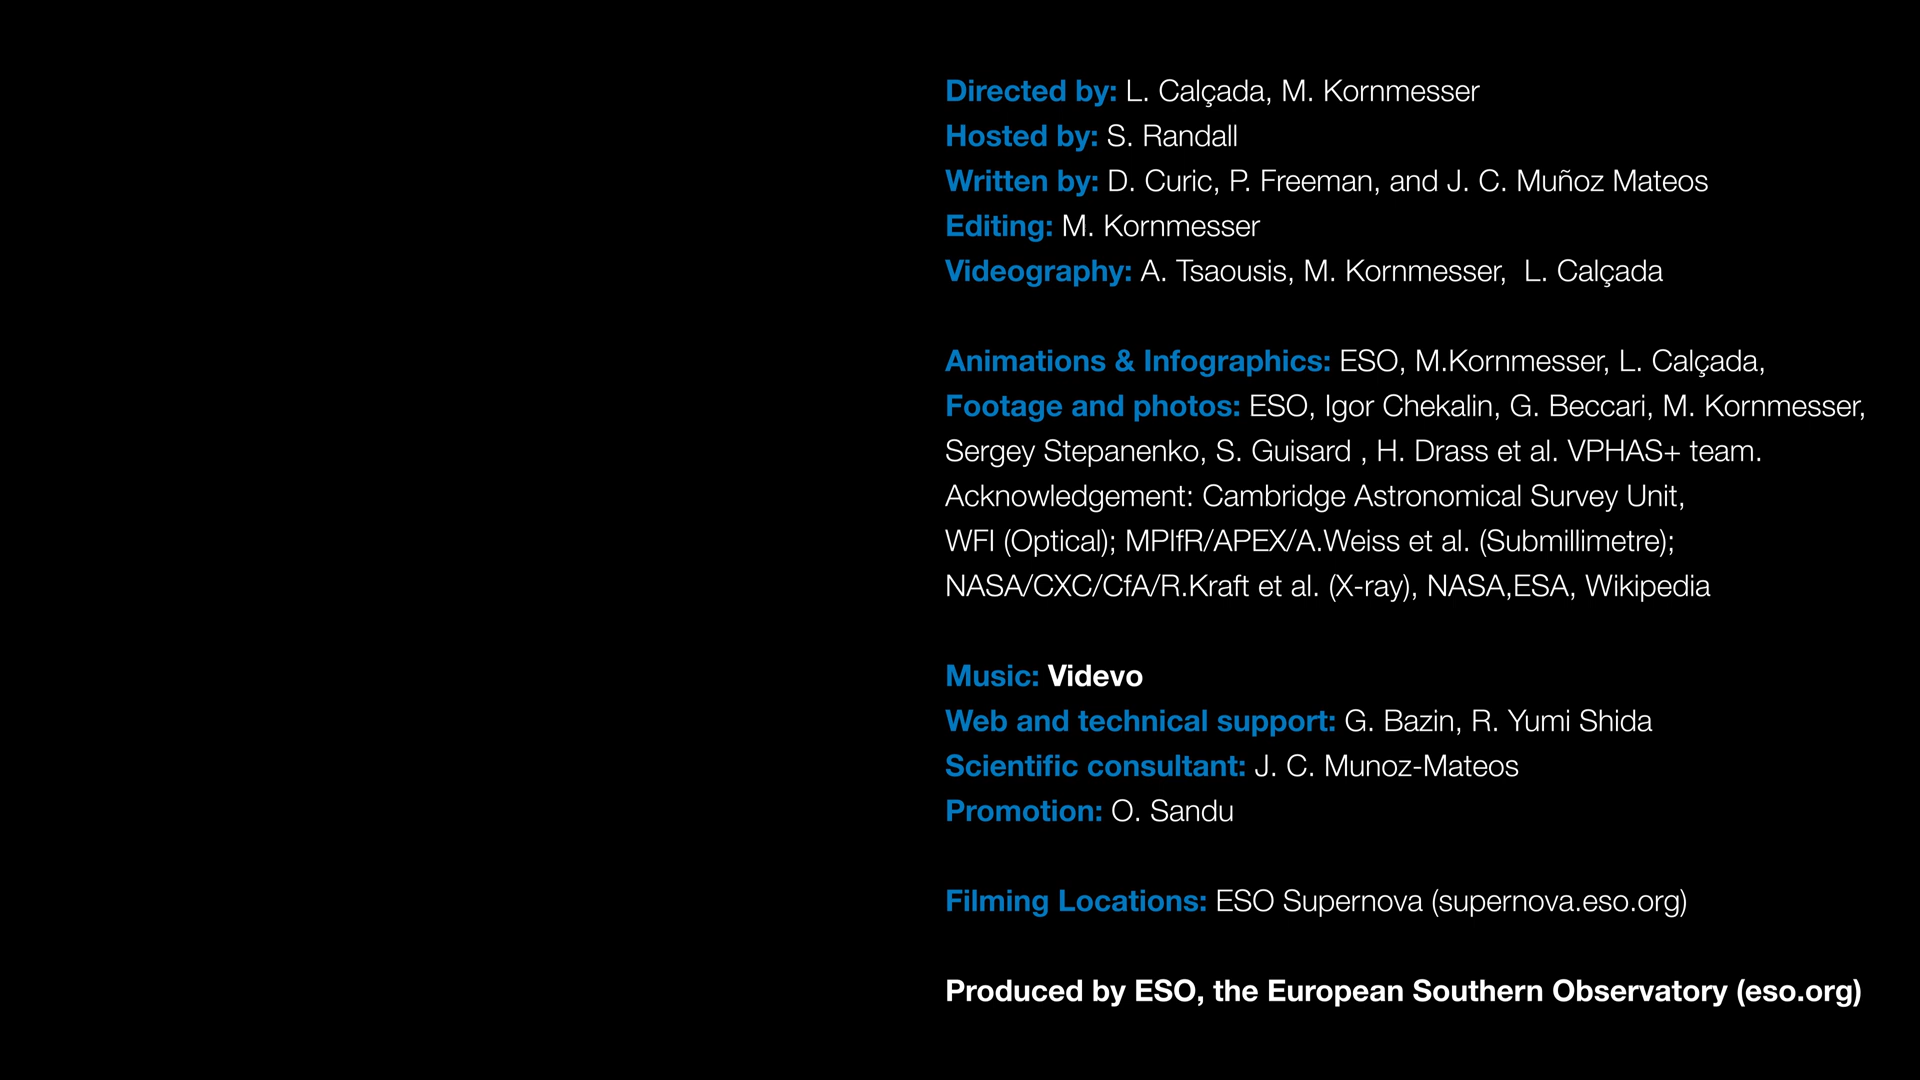 Directed by: L. Calçada, M. Kornmesser
Hosted by: S. Randall
Written by: D. Curic, P. Freeman, and J. C. Muñoz Mateos
Editing: M. Kornmesser
Videography: A. Tsaousis, M. Kornmesser,  L. Calçada
Animations & Infographics: ESO, M.Kornmesser, L. Calçada,
Footage and photos: ESO, Igor Chekalin, G. Beccari, M. Kornmesser,
Sergey Stepanenko, S. Guisard , H. Drass et al. VPHAS+ team.
Acknowledgement: Cambridge Astronomical Survey Unit,
WFI (Optical); MPIfR/APEX/A.Weiss et al. (Submillimetre);
NASA/CXC/CfA/R.Kraft et al. (X-ray), NASA,ESA, Wikipedia
Music: Videvo
Web and technical support: G. Bazin, R. Yumi Shida
Scientific consultant: J. C. Munoz-Mateos
Promotion: O. Sandu
Filming Locations: ESO Supernova (supernova.eso.org)
Produced by ESO, the European Southern Observatory (eso.org)